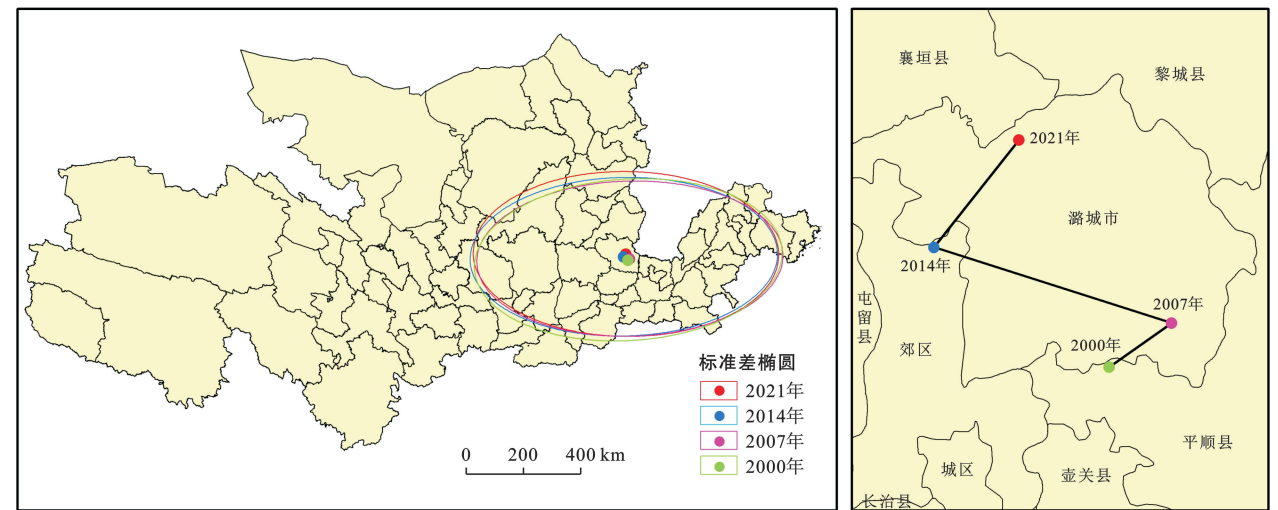 标准差椭圆
2021年
2014年
2007年
2000年
0 200 400 km
襄垣县
黎城县
2021年
潞城市
2014年
屯留县
2007年
郊区
2000年
平顺县
城区
壶关县
长治县